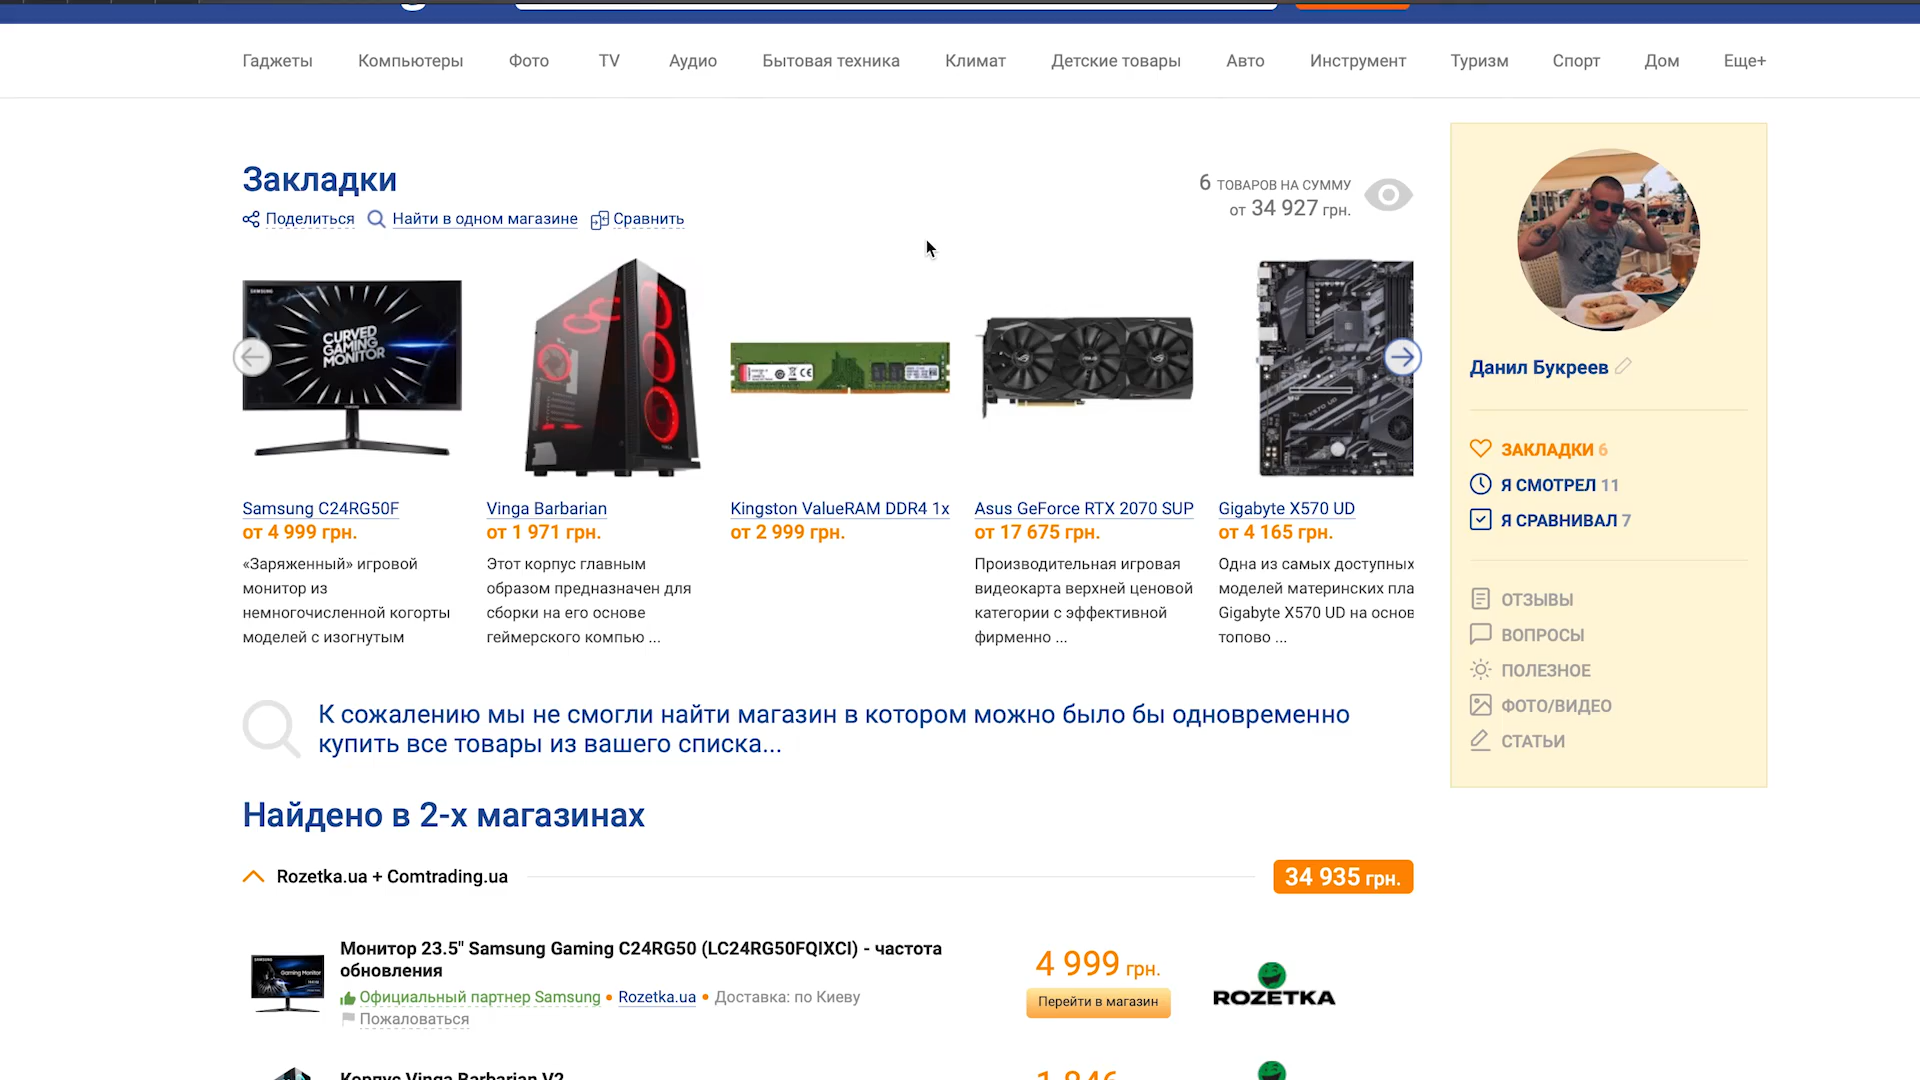 Гаджеты Компьютеры Фото TV Аудио Бытовая техника Климат Детские товары Авто Инструмент Туризм Спорт Дом Еще+
Закладки
Поделиться Найти в одном магазине Сравнить
6 ТОВАРОВ НА СУММУ
от 34 927 грн.
SAMSUNG
CURVED
GAMING
MONITOR
X570 UD
Samsung C24RG50F
от 4 999 грн.
«Заряженный» игровой
монитор из
немногочисленной когорты
моделей с изогнутым
Vinga Barbarian
от 1 971 грн.
Этот корпус главным
образом предназначен для
сборки на его основе
геймерского компью ...
Kingston ValueRAM DDR4 1x
от 2 999 грн.
Asus GeForce RTX 2070 SUP
от 17 675 грн.
Производительная игровая
видеокарта верхней ценовой
категории с эффективной
фирменно ...
Gigabyte X570 UD
от 4 165 грн.
Одна из самых доступных
моделей материнских пла
Gigabyte X570 UD на основ
топово ...
Данил Букреев
ЗАКЛАДКИ 6
Я СМОТРЕЛ 11
Я СРАВНИВАЛ 7
ОТЗЫВЫ
ВОПРОСЫ
ПОЛЕЗНОЕ
ФОТО/ВИДЕО
СТАТЬИ
К сожалению мы не смогли найти магазин в котором можно было бы одновременно
купить все товары из вашего списка...
Найдено в 2-х магазинах
Rozetka.ua + Comtrading.ua
34 935 грн.
Gaming Monitor
Монитор 23.5" Samsung Gaming C24RG50 (LC24RG50FQIXCI) - частота
обновления
Официальный партнер Samsung • Rozetka.ua • Доставка: по Киеву
Пожаловаться
4 999 грн.
Перейти в магазин
ROZETKA
Корпус Vinga Barbarian V2
1 846